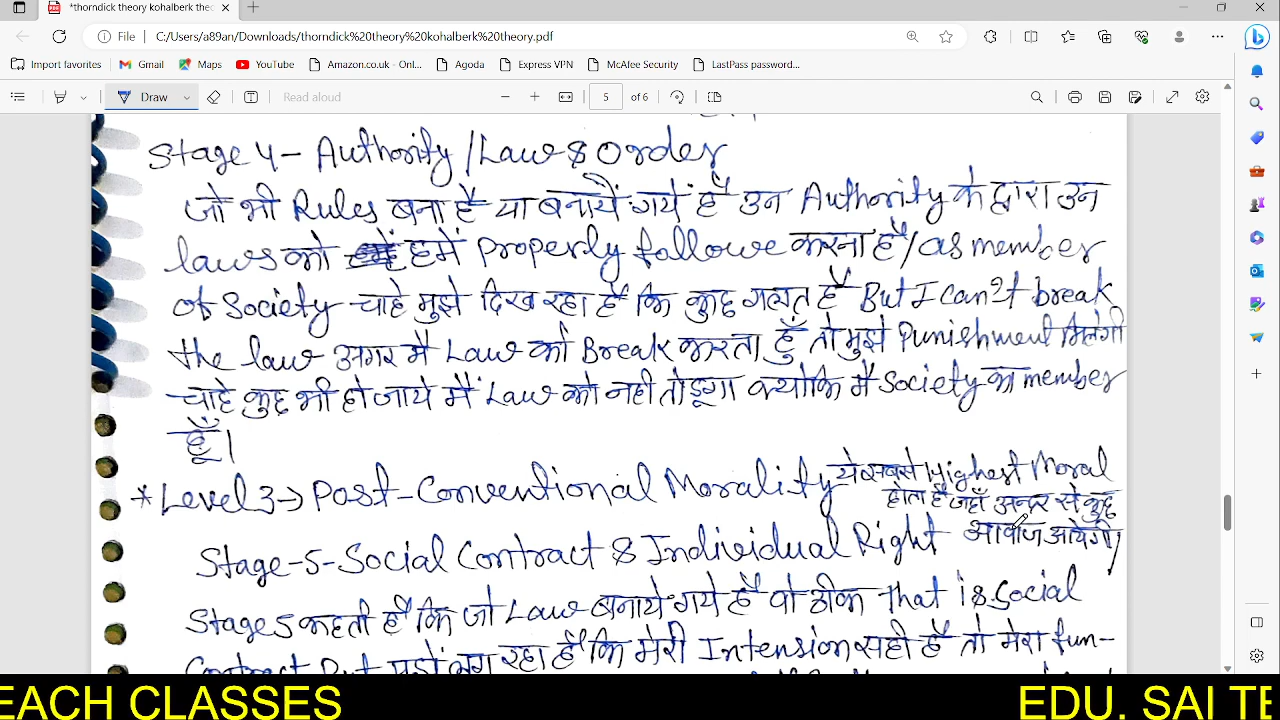 *thorndick theory kohalberk theo
File C:/Users/a89an/Downloads/thorndick%20theory%20kohalberk%20theory.pdf
Import favorites Gmail Maps YouTube Amazon.co.uk - Onl... Agoda Express VPN McAfee Security LastPass password...
Draw Read aloud 5 of 6
Stage 4 - Authority / Law & Order
जो भी Rules बना है या बनायें गये है उन Authority के द्वारा उन
laws को हमें Properly followe करना है / as member
of Society चाहे मुझे दिख रहा है कि कुछ गलत है But I can't break
the law अगर मै Law को Break करता हूँ तो मुझे Punishment मिलेगी
चाहे कुछ भी हो जाये मैं Law को नही तोडूंगा क्योकि मै Society का member
हूँ।
* Level 3 → Post-Conventional Morality ये सबसे Highest Moral
होता है जहाँ अन्दर से कुछ
आवाज आयेगी/
Stage-5-Social Contract & Individual Right
Stage 5 कहती है कि जो Law बनाये गये है वो ठीक That is Social
Contract But लग रहा है कि मेरी Intension सही है तो मेरा fun-
EACH CLASSES EDU. SAI TE